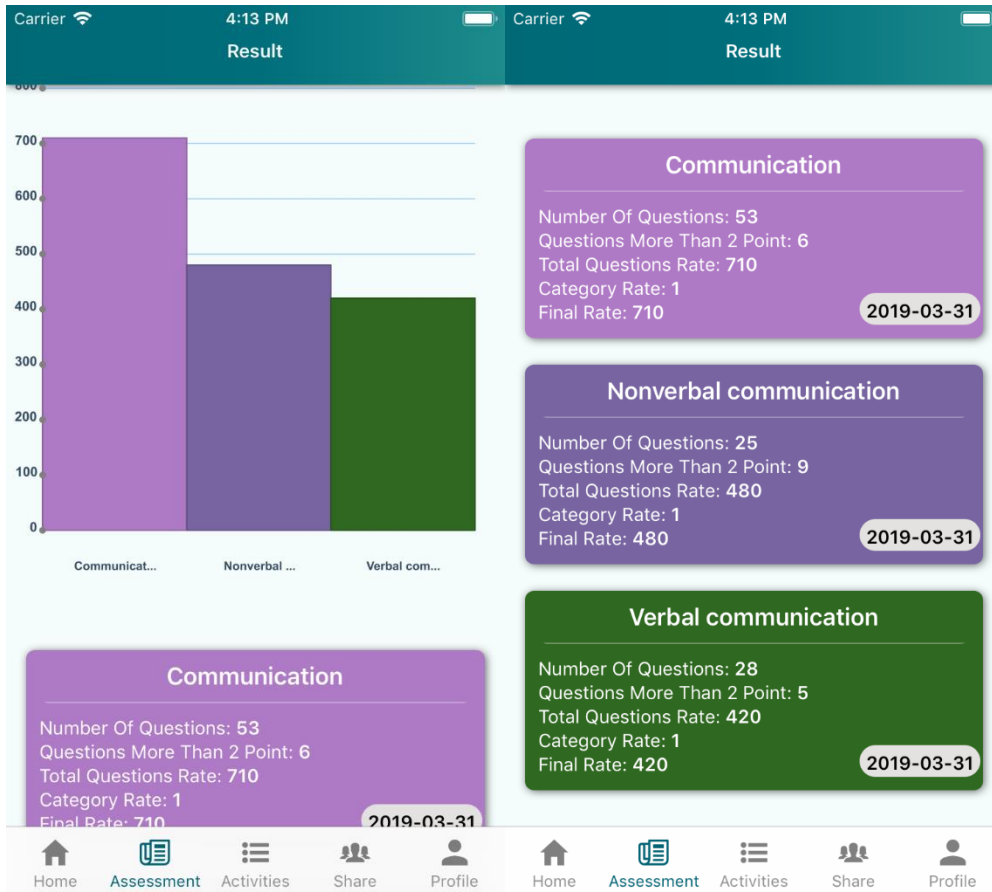 Carrier 4:13 PM
Result
800
700
600
500
400
300
200
100
0
Communicat... Nonverbal ... Verbal com...
Communication
Number Of Questions: 53
Questions More Than 2 Point: 6
Total Questions Rate: 710
Category Rate: 1
Final Rate: 710
2019-03-31
Home Assessment Activities Share Profile
Carrier 4:13 PM
Result
Communication
Number Of Questions: 53
Questions More Than 2 Point: 6
Total Questions Rate: 710
Category Rate: 1
Final Rate: 710
2019-03-31
Nonverbal communication
Number Of Questions: 25
Questions More Than 2 Point: 9
Total Questions Rate: 480
Category Rate: 1
Final Rate: 480
2019-03-31
Verbal communication
Number Of Questions: 28
Questions More Than 2 Point: 5
Total Questions Rate: 420
Category Rate: 1
Final Rate: 420
2019-03-31
Home Assessment Activities Share Profile